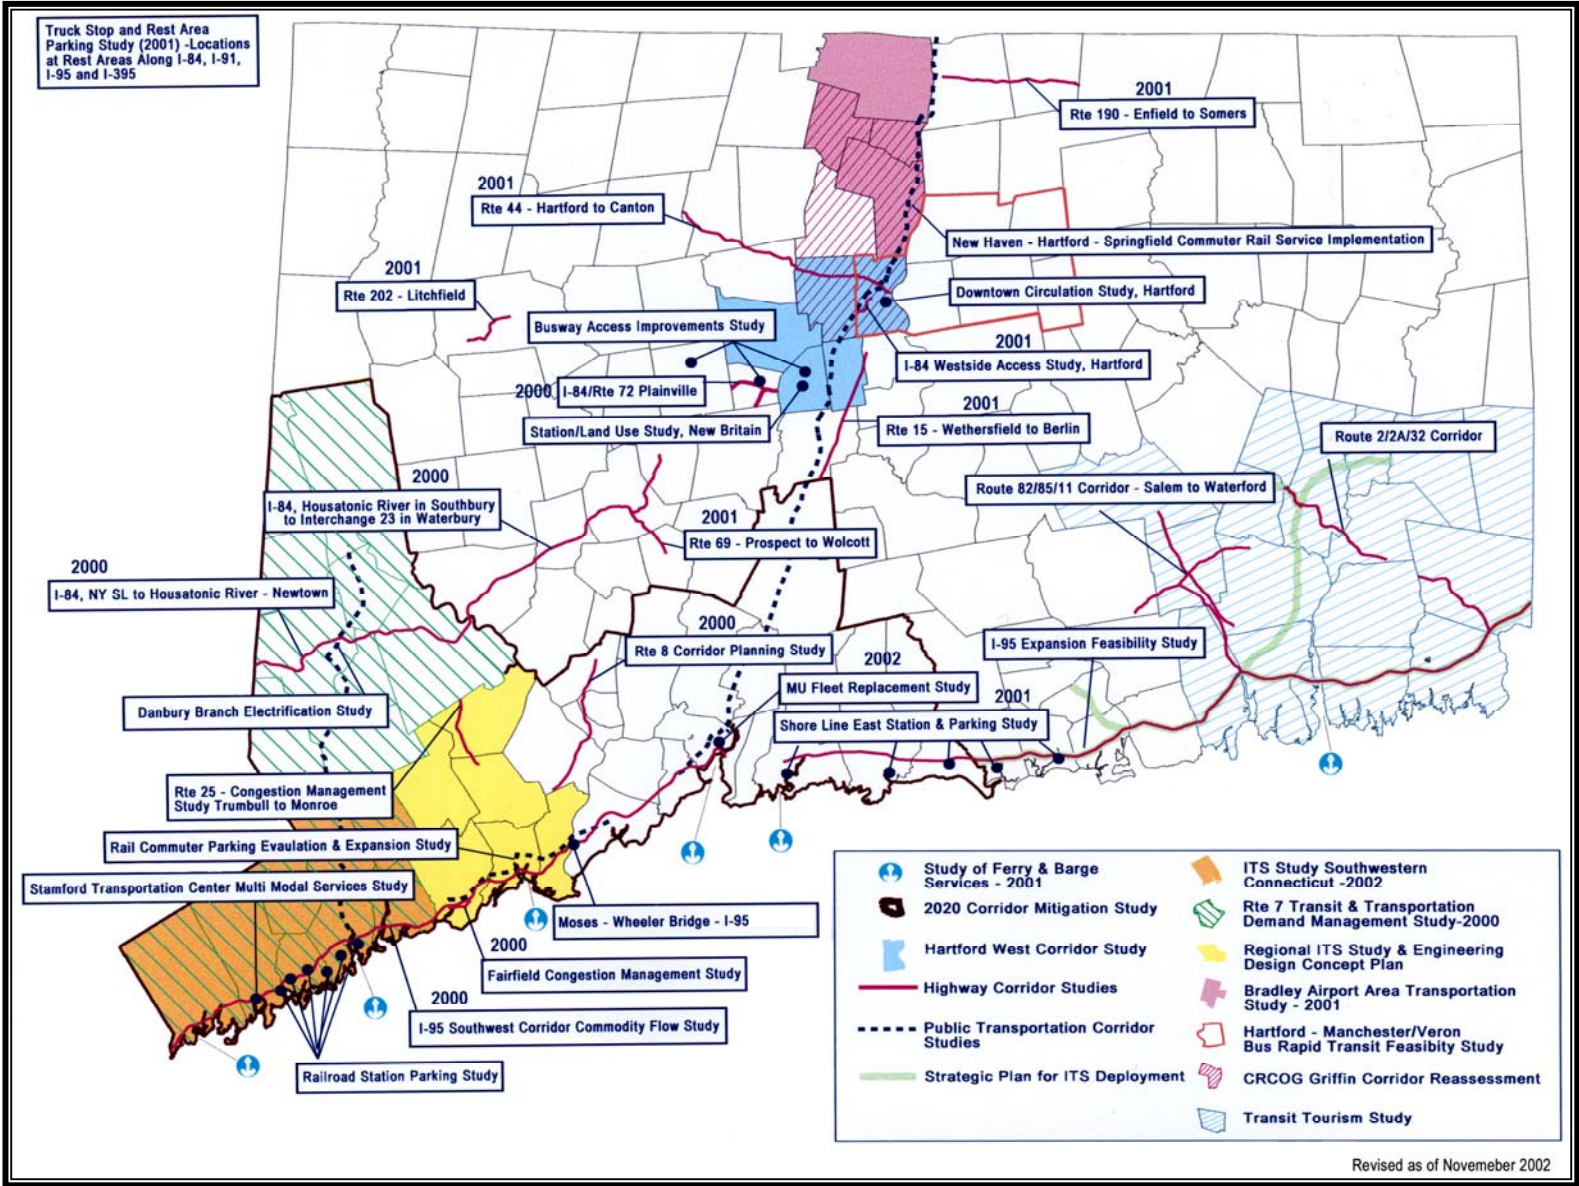 Truck Stop and Rest Area
Parking Study (2001) -Locations
at Rest Areas Along I-84, I-91,
I-95 and I-395
2001
Rte 190 - Enfield to Somers
2001
Rte 44 - Hartford to Canton
New Haven - Hartford - Springfield Commuter Rail Service Implementation
2001
Rte 202 - Litchfield
Downtown Circulation Study, Hartford
Busway Access Improvements Study
2001
I-84 Westside Access Study, Hartford
2000
I-84/Rte 72 Plainville
2001
Rte 15 - Wethersfield to Berlin
Station/Land Use Study, New Britain
Route 2/2A/32 Corridor
2000
I-84, Housatonic River in Southbury
to Interchange 23 in Waterbury
Route 82/85/11 Corridor - Salem to Waterford
2001
Rte 69 - Prospect to Wolcott
2000
I-84, NY SL to Housatonic River - Newtown
2000
Rte 8 Corridor Planning Study
I-95 Expansion Feasibility Study
2002
MU Fleet Replacement Study
2001
Shore Line East Station & Parking Study
Danbury Branch Electrification Study
Rte 25 - Congestion Management
Study Trumbull to Monroe
Rail Commuter Parking Evaulation & Expansion Study
Stamford Transportation Center Multi Modal Services Study
Moses - Wheeler Bridge - I-95
2000
Fairfield Congestion Management Study
2000
I-95 Southwest Corridor Commodity Flow Study
Railroad Station Parking Study
Study of Ferry & Barge
Services - 2001
2020 Corridor Mitigation Study
Hartford West Corridor Study
Highway Corridor Studies
Public Transportation Corridor
Studies
Strategic Plan for ITS Deployment
ITS Study Southwestern
Connecticut -2002
Rte 7 Transit & Transportation
Demand Management Study-2000
Regional ITS Study & Engineering
Design Concept Plan
Bradley Airport Area Transportation
Study - 2001
Hartford - Manchester/Veron
Bus Rapid Transit Feasibity Study
CRCOG Griffin Corridor Reassessment
Transit Tourism Study
Revised as of Novemeber 2002